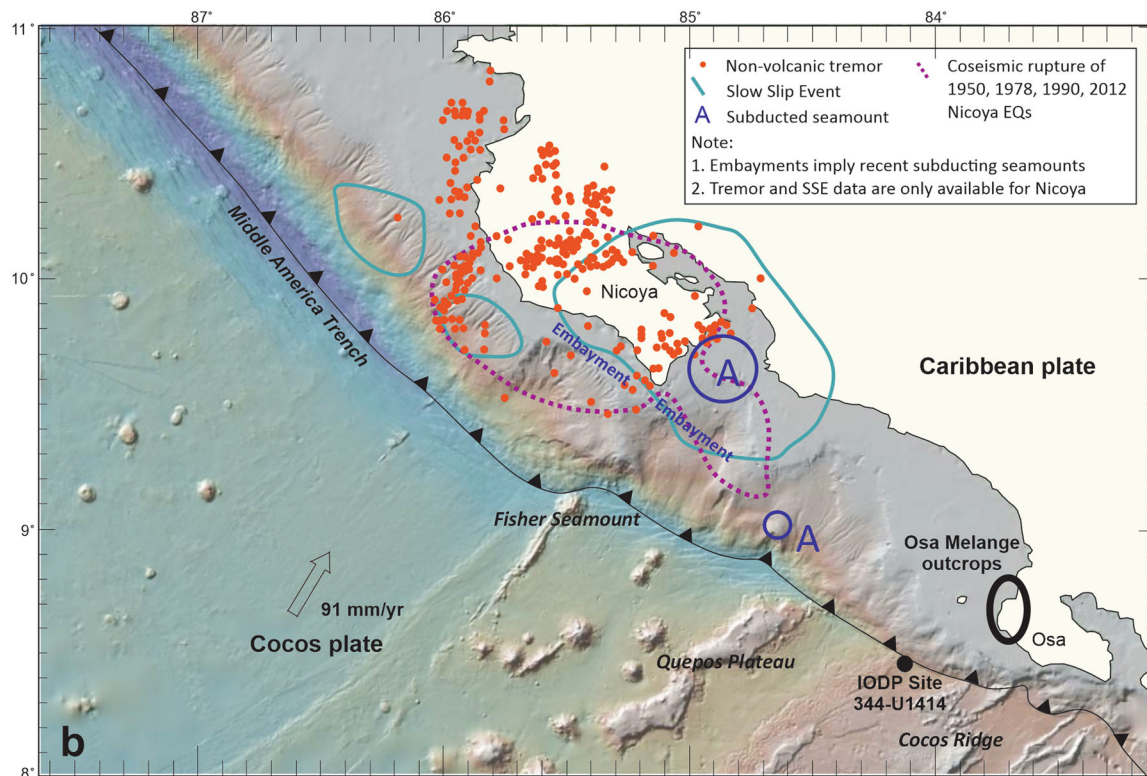 87°
86°
85°
84°
11°
Non-volcanic tremor
Slow Slip Event
A Subducted seamount
Coseismic rupture of
1950, 1978, 1990, 2012
Nicoya EQs
Note:
1. Embayments imply recent subducting seamounts
2. Tremor and SSE data are only available for Nicoya
Middle America Trench
10°
Nicoya
Embayment
A
Caribbean plate
Embayment
Fisher Seamount
9°
A
Osa Melange
outcrops
91 mm/yr
Cocos plate
Osa
Quepos Plateau
IODP Site
344-U1414
Cocos Ridge
b
8°